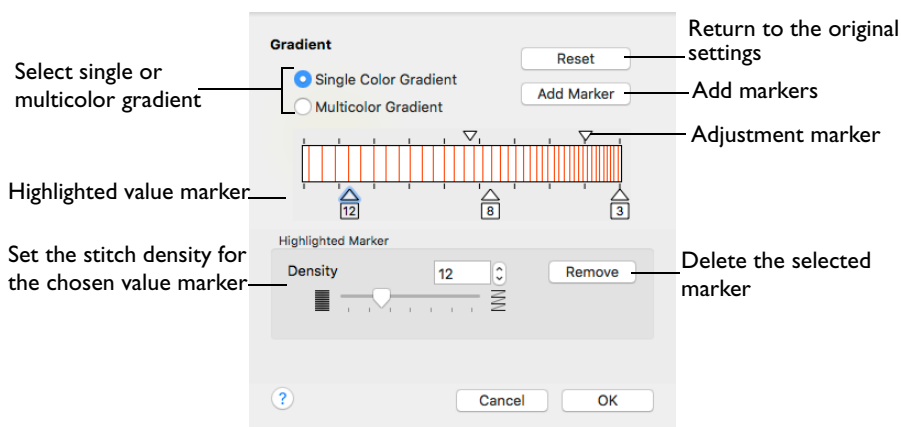 Return to the original
settings
Gradient
Reset
Select single or
multicolor gradient
Single Color Gradient
Multicolor Gradient
Add Marker
Add markers
Adjustment marker
Highlighted value marker
12
8
3
Highlighted Marker
Set the stitch density for
the chosen value marker
Density
12
Remove
Delete the selected
marker
?
Cancel
OK